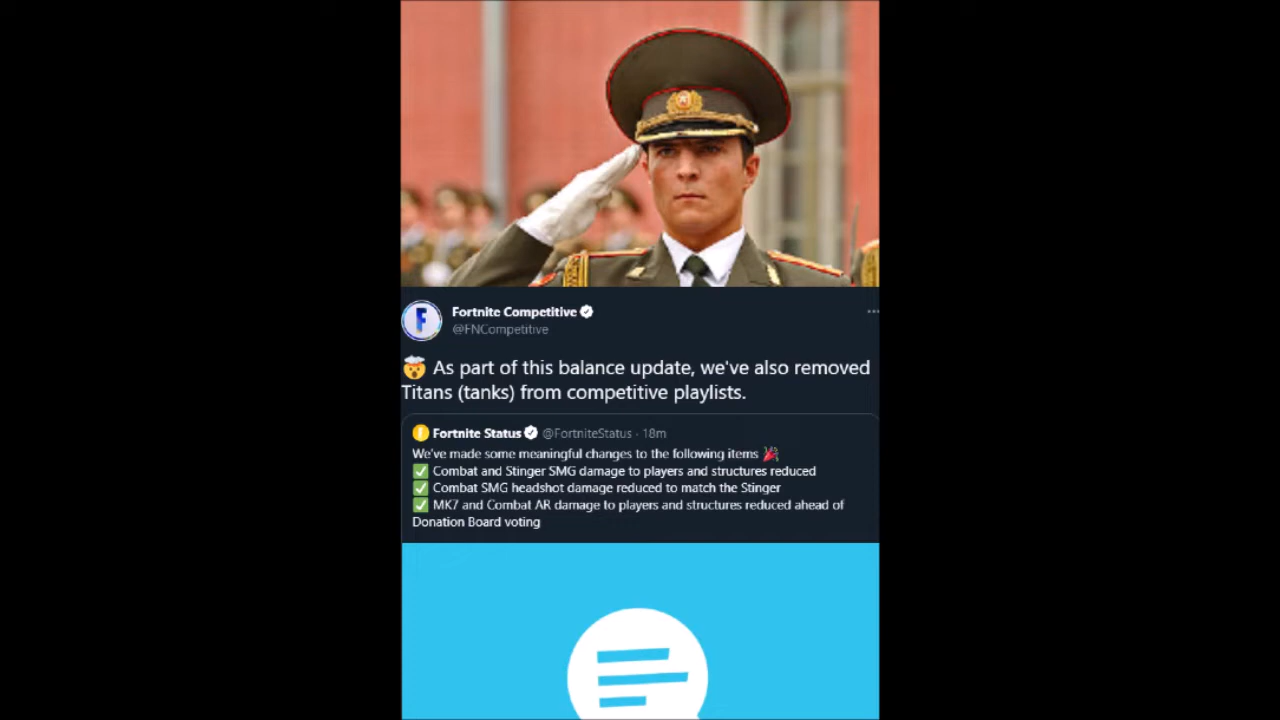 Fortnite Competitive
@FNCompetitive
🤯 As part of this balance update, we've also removed
Titans (tanks) from competitive playlists.
Fortnite Status @FortniteStatus · 18m
We've made some meaningful changes to the following items 🎉
✅ Combat and Stinger SMG damage to players and structures reduced
✅ Combat SMG headshot damage reduced to match the Stinger
✅ MK7 and Combat AR damage to players and structures reduced ahead of
Donation Board voting